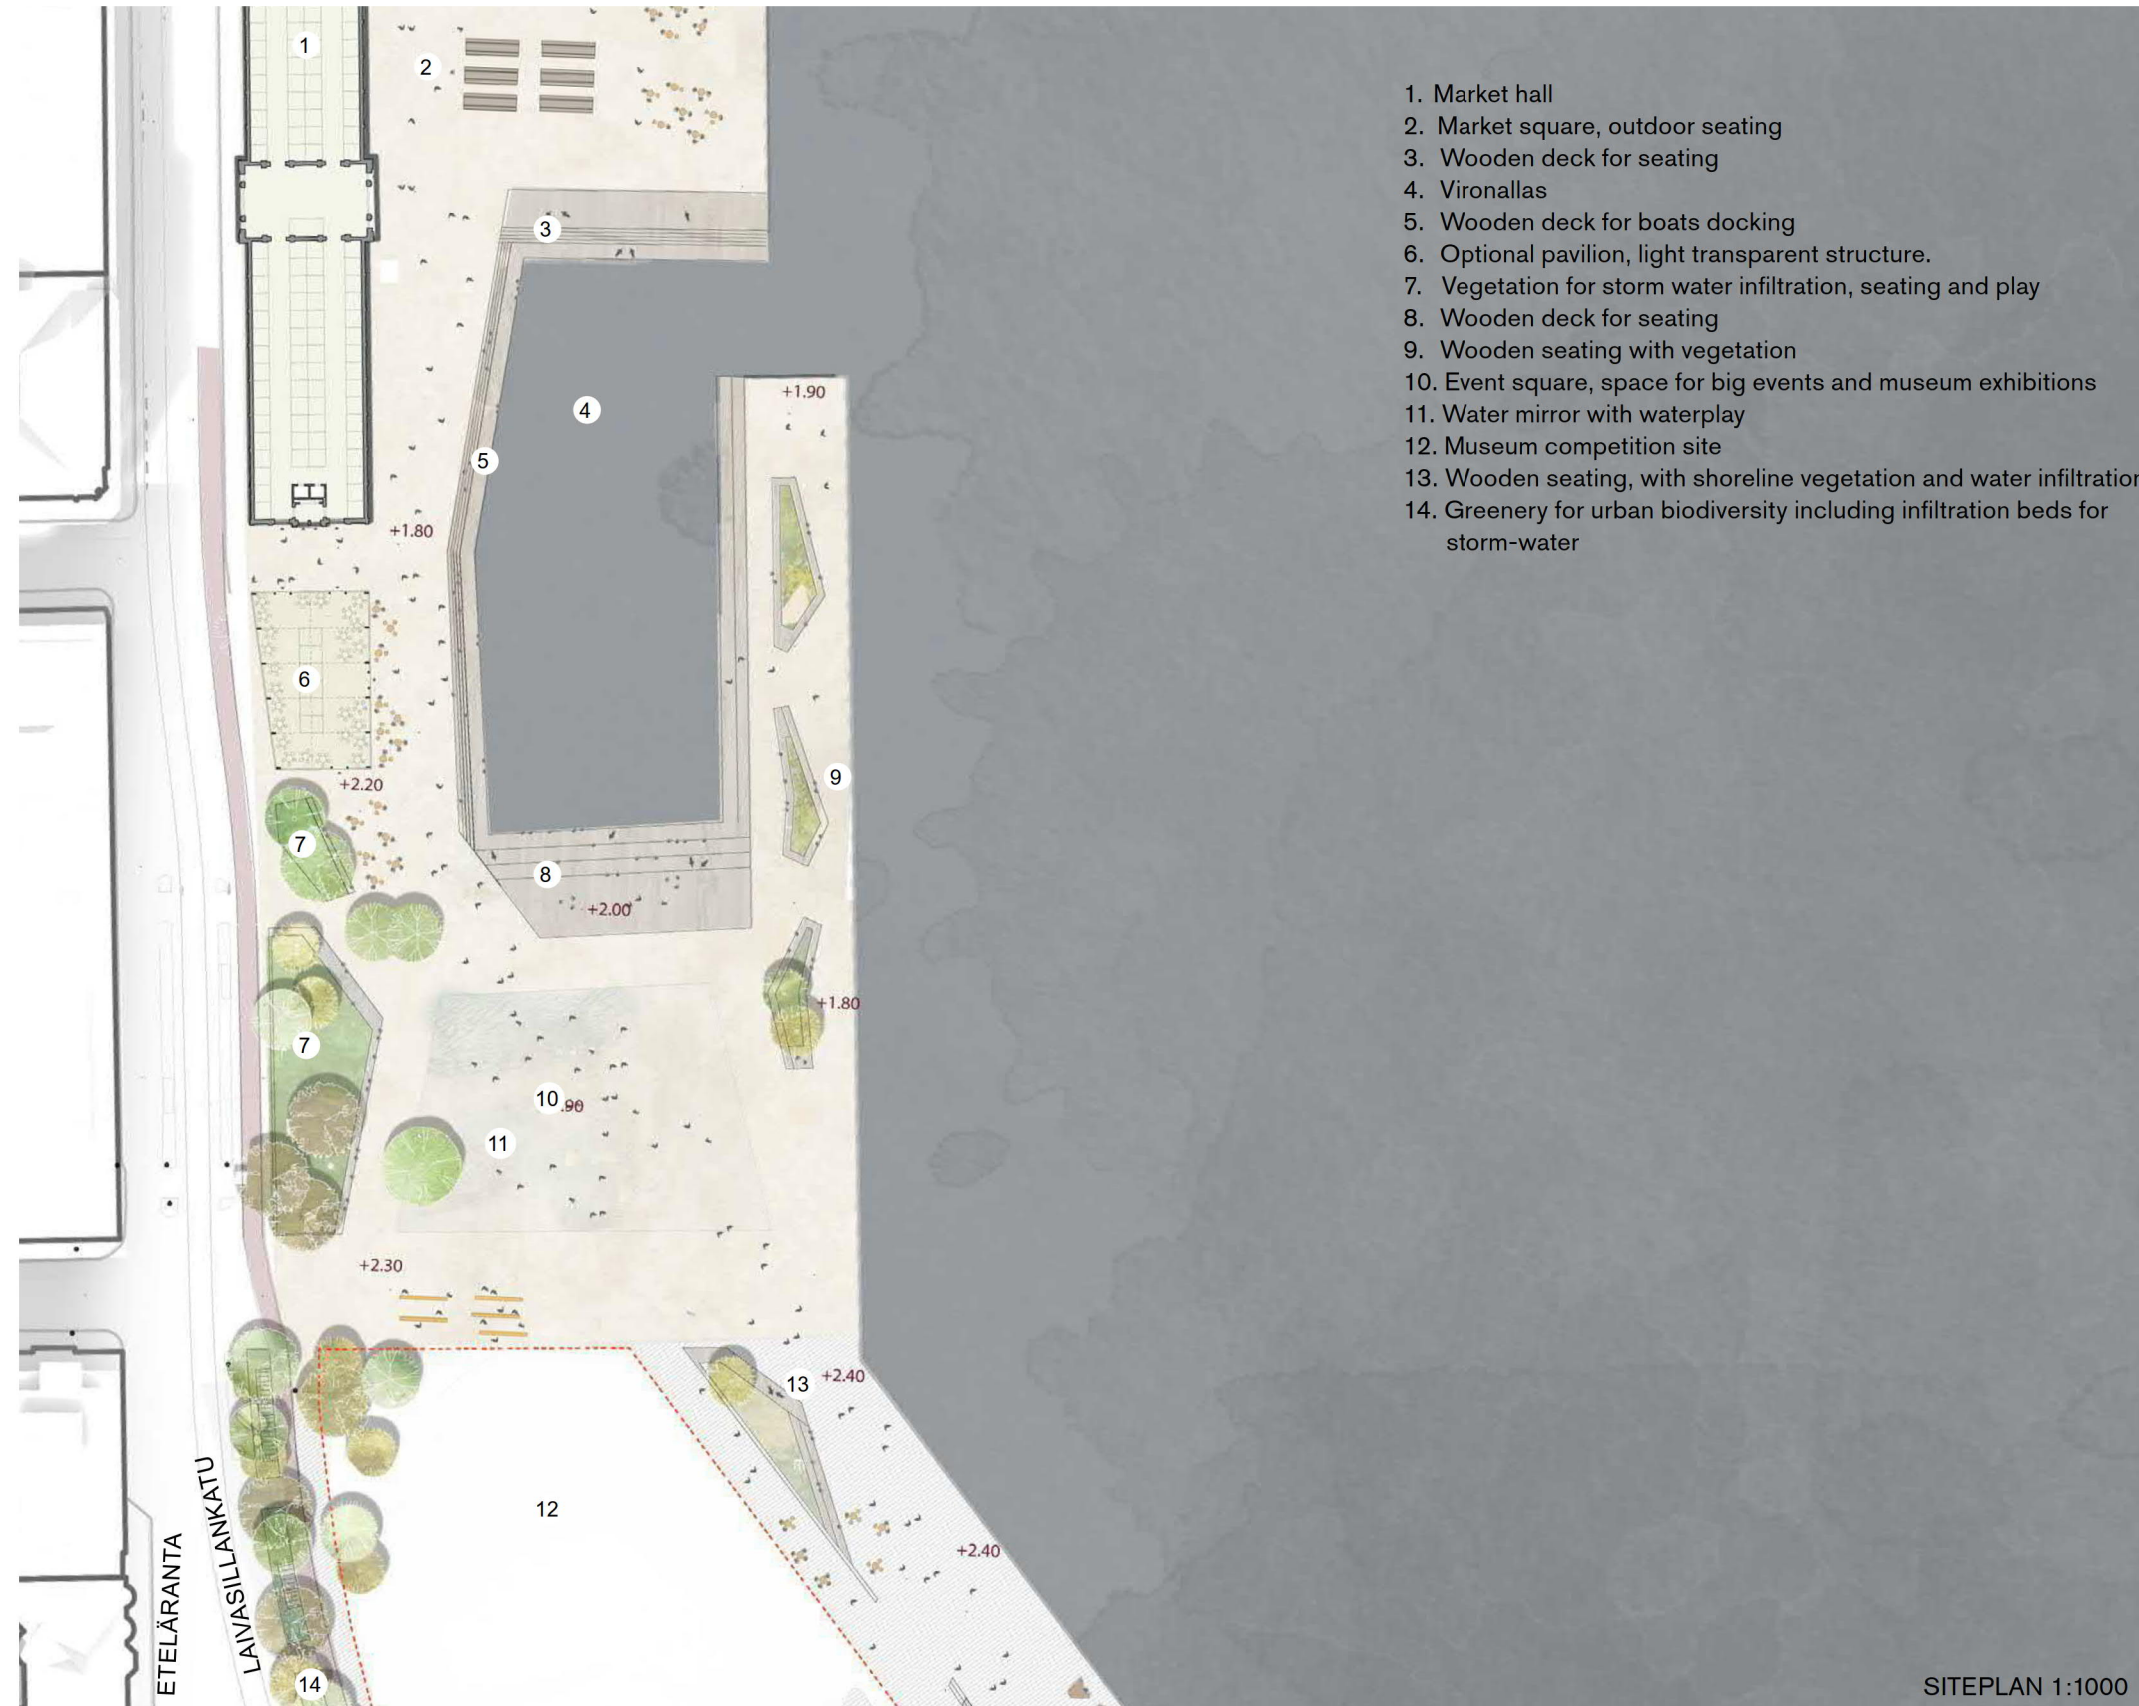 1
2
1. Market hall
2. Market square, outdoor seating
3. Wooden deck for seating
4. Vironallas
5. Wooden deck for boats docking
6. Optional pavilion, light transparent structure.
7. Vegetation for storm water infiltration, seating and play
8. Wooden deck for seating
9. Wooden seating with vegetation
10. Event square, space for big events and museum exhibitions
11. Water mirror with waterplay
12. Museum competition site
13. Wooden seating, with shoreline vegetation and water infiltration
14. Greenery for urban biodiversity including infiltration beds for
storm-water
3
+1.90
4
5
+1.80
6
+2.20
9
7
8
+2.00
+1.80
7
10
.90
11
+2.30
+2.40
13
12
+2.40
ETELÄRANTA
LAIVASILLANKATU
14
SITEPLAN 1:1000